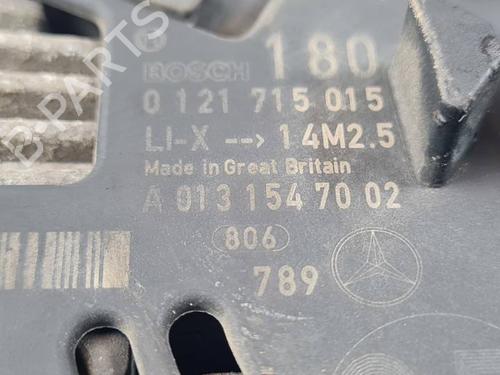 BOSCH 180
0 121 715 015
LI-X --> 14M2.5
Made in Great Britain
A 013 154 70 02
806
789